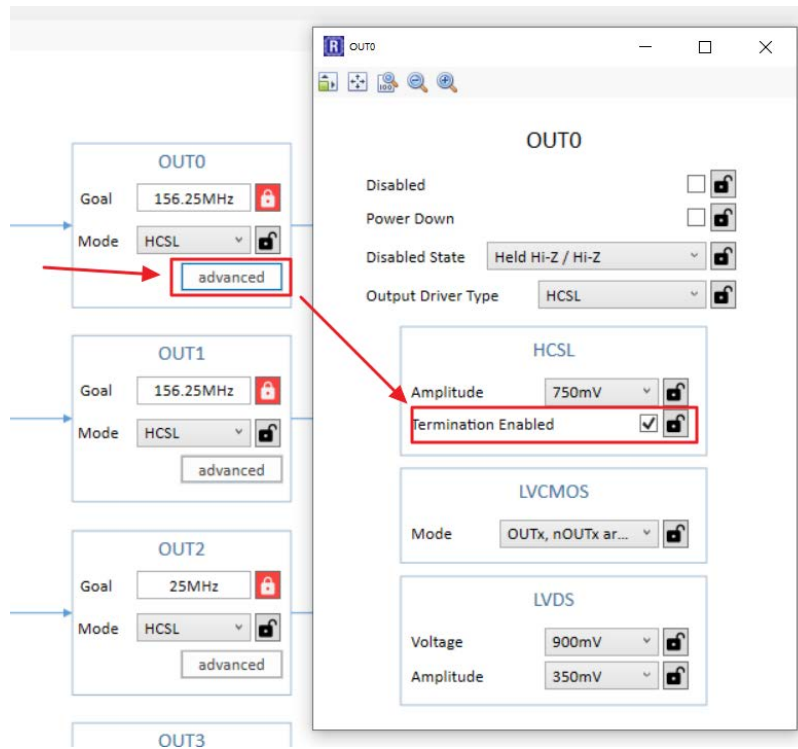 OUT0
Goal 156.25MHz
Mode HCSL
advanced
OUT1
Goal 156.25MHz
Mode HCSL
advanced
OUT2
Goal 25MHz
Mode HCSL
advanced
OUT3
R OUT0
100
OUT0
Disabled
Power Down
Disabled State Held Hi-Z / Hi-Z
Output Driver Type HCSL
HCSL
Amplitude 750mV
Termination Enabled
LVCMOS
Mode OUTx, nOUTx ar...
LVDS
Voltage 900mV
Amplitude 350mV